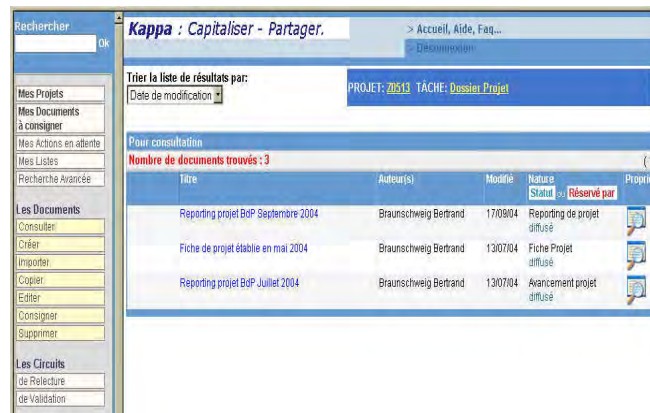 Rechercher
Ok
Mes Projets
Mes Documents
à consigner
Mes Actions en attente
Mes Listes
Recherche Avancée
Les Documents
Consulter
Créer
Importer
Copier
Editer
Consigner
Supprimer
Les Circuits
de Relecture
de Validation
Kappa : Capitaliser - Partager.
> Accueil, Aide, Faq...
> Déconnexion
Trier la liste de résultats par:
Date de modification
PROJET: Z0513 TÂCHE: Dossier Projet
Pour consultation
Nombre de documents trouvés : 3
(
Titre Auteur(s) Modifié Nature Propri
Statut ou Réservé par
Reporting projet BdP Septembre 2004 Braunschweig Bertrand 17/09/04 Reporting de projet
diffusé
Fiche de projet établie en mai 2004 Braunschweig Bertrand 13/07/04 Fiche Projet
diffusé
Reporting projet BdP Juillet 2004 Braunschweig Bertrand 13/07/04 Avancement projet
diffusé